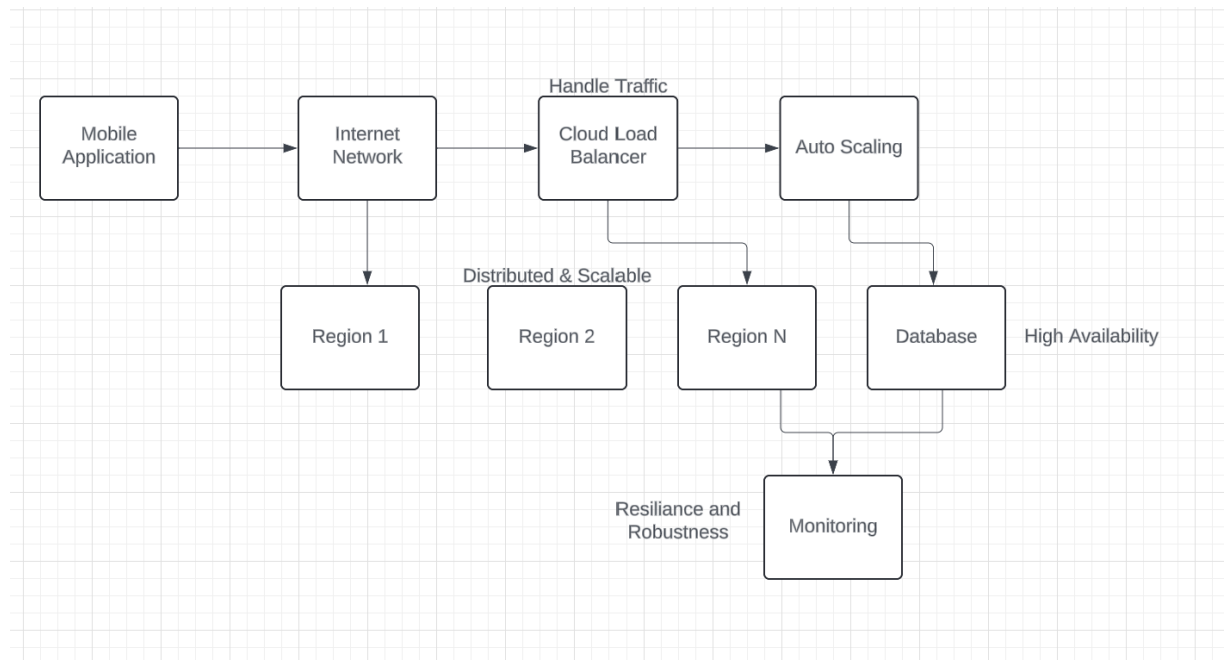 Handle Traffic
Mobile
Application
Internet
Network
Cloud Load
Balancer
Auto Scaling
Distributed & Scalable
Region 1
Region 2
Region N
Database
High Availability
Resiliance and
Robustness
Monitoring